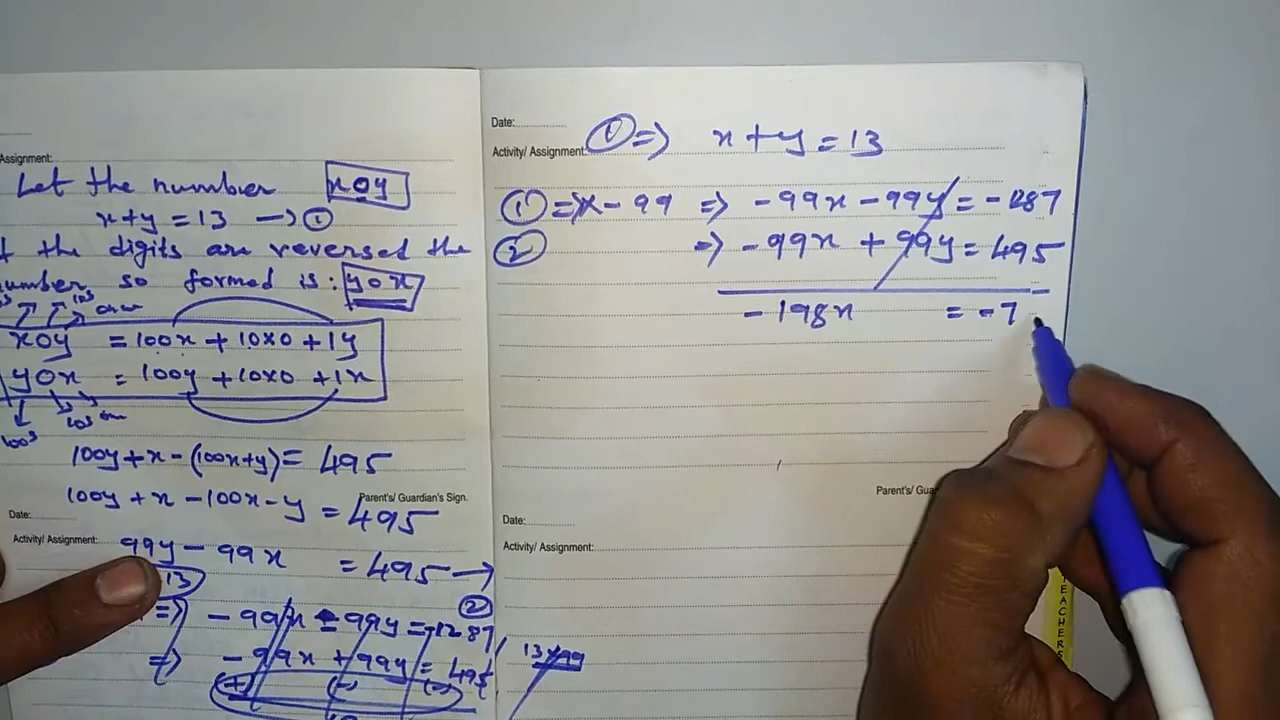 Assignment:
Let the number x0y
x+y=13 → ①
the digits are reversed the
number so formed is: y0x
x0y = 100x + 10×0 + 1y
y0x = 100y + 10×0 + 1x
100s
100y+x-(100x+y)= 495
100y+x-100x-y = 495
Parent's/ Guardian's Sign.
Date:
Activity/ Assignment:
99y-99x = 495 → ②
13
⇒ -99x - 99y = -1287
⇒ -99x + 99y = 495
13×99
Date:
Activity/ Assignment:
① ⇒ x+y=13
① ⇒ x-99 ⇒ -99x-99y=-1287
② ⇒ -99x+99y=495
-198x = -7
Date:
Activity/ Assignment:
TEACHERS